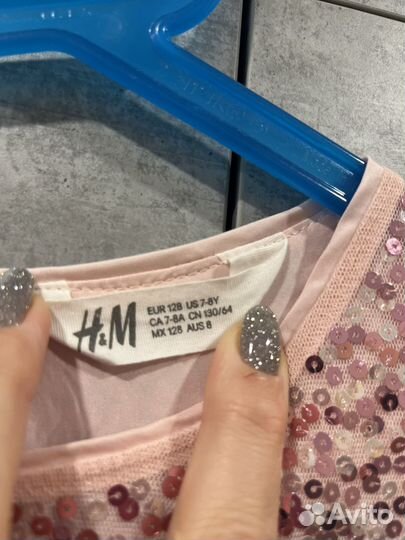 H&M
EUR 128 US 7-8Y
CA 7-8A CN 130/64
MX 128 AUS 8
Avito